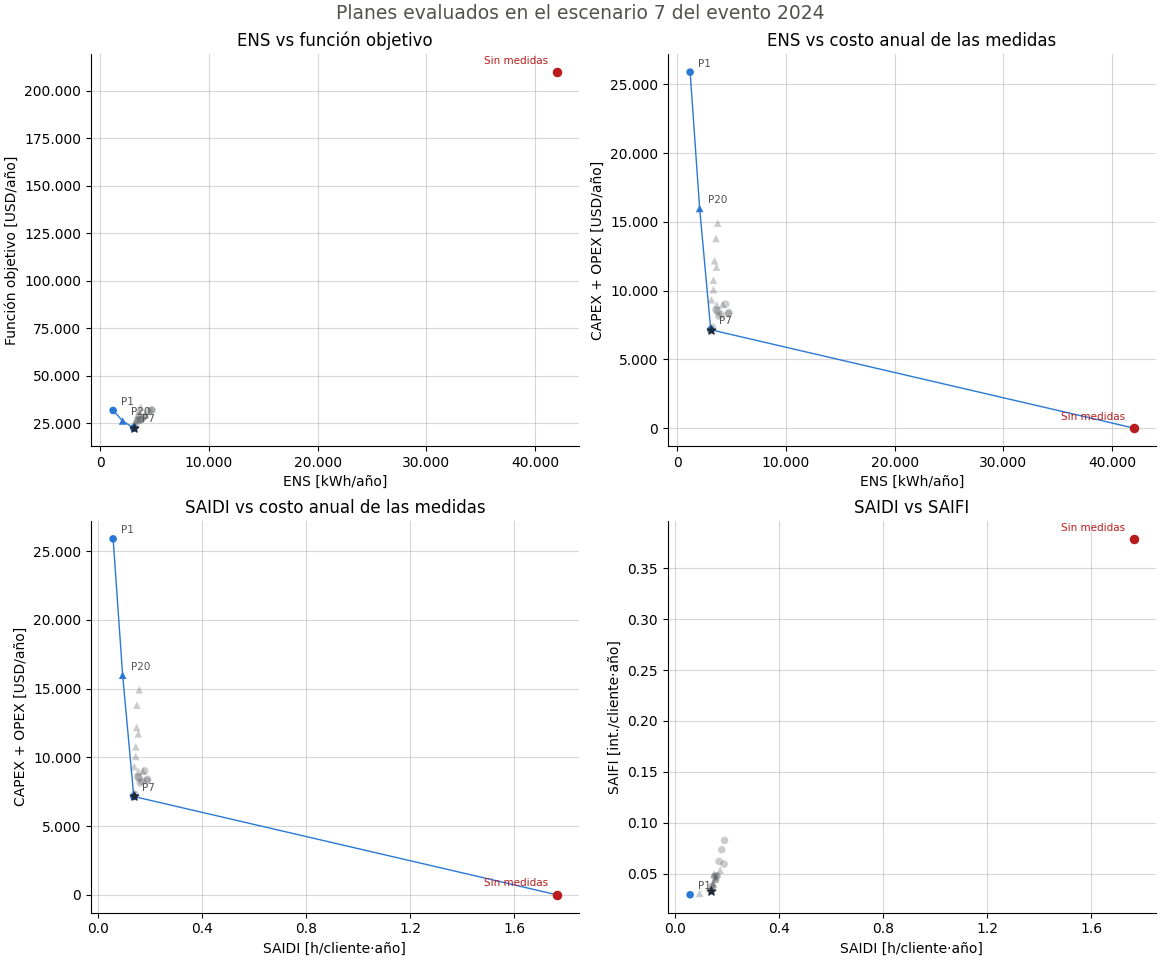 Planes evaluados en el escenario 7 del evento 2024
ENS vs función objetivo
Función objetivo [USD/año]
200.000
175.000
150.000
125.000
100.000
75.000
50.000
25.000
Sin medidas
P1
P20
P7
0
10.000
20.000
30.000
40.000
ENS [kWh/año]
ENS vs costo anual de las medidas
CAPEX + OPEX [USD/año]
25.000
20.000
15.000
10.000
5.000
0
P1
P20
P7
Sin medidas
0
10.000
20.000
30.000
40.000
ENS [kWh/año]
SAIDI vs costo anual de las medidas
CAPEX + OPEX [USD/año]
25.000
20.000
15.000
10.000
5.000
0
P1
P20
P7
Sin medidas
0.0
0.4
0.8
1.2
1.6
SAIDI [h/cliente·año]
SAIDI vs SAIFI
SAIFI [int./cliente·año]
0.35
0.30
0.25
0.20
0.15
0.10
0.05
Sin medidas
P1
0.0
0.4
0.8
1.2
1.6
SAIDI [h/cliente·año]